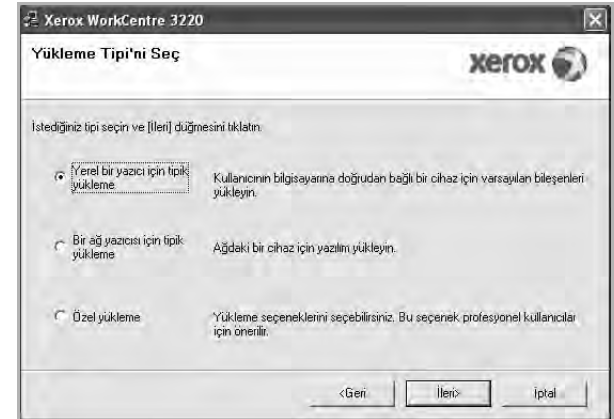 Xerox WorkCentre 3220
Yükleme Tipi'ni Seç
xerox
İstediğiniz tipi seçin ve [İleri] düğmesini tıklatın.
Yerel bir yazıcı için tipik
yükleme
Kullanıcının bilgisayarına doğrudan bağlı bir cihaz için varsayılan bileşenleri
yükleyin.
Bir ağ yazıcısı için tipik
yükleme
Ağdaki bir cihaz için yazılım yükleyin.
Özel yükleme
Yükleme seçeneklerini seçebilirsiniz. Bu seçenek profesyonel kullanıcılar
için önerilir.
<Geri
İleri>
İptal